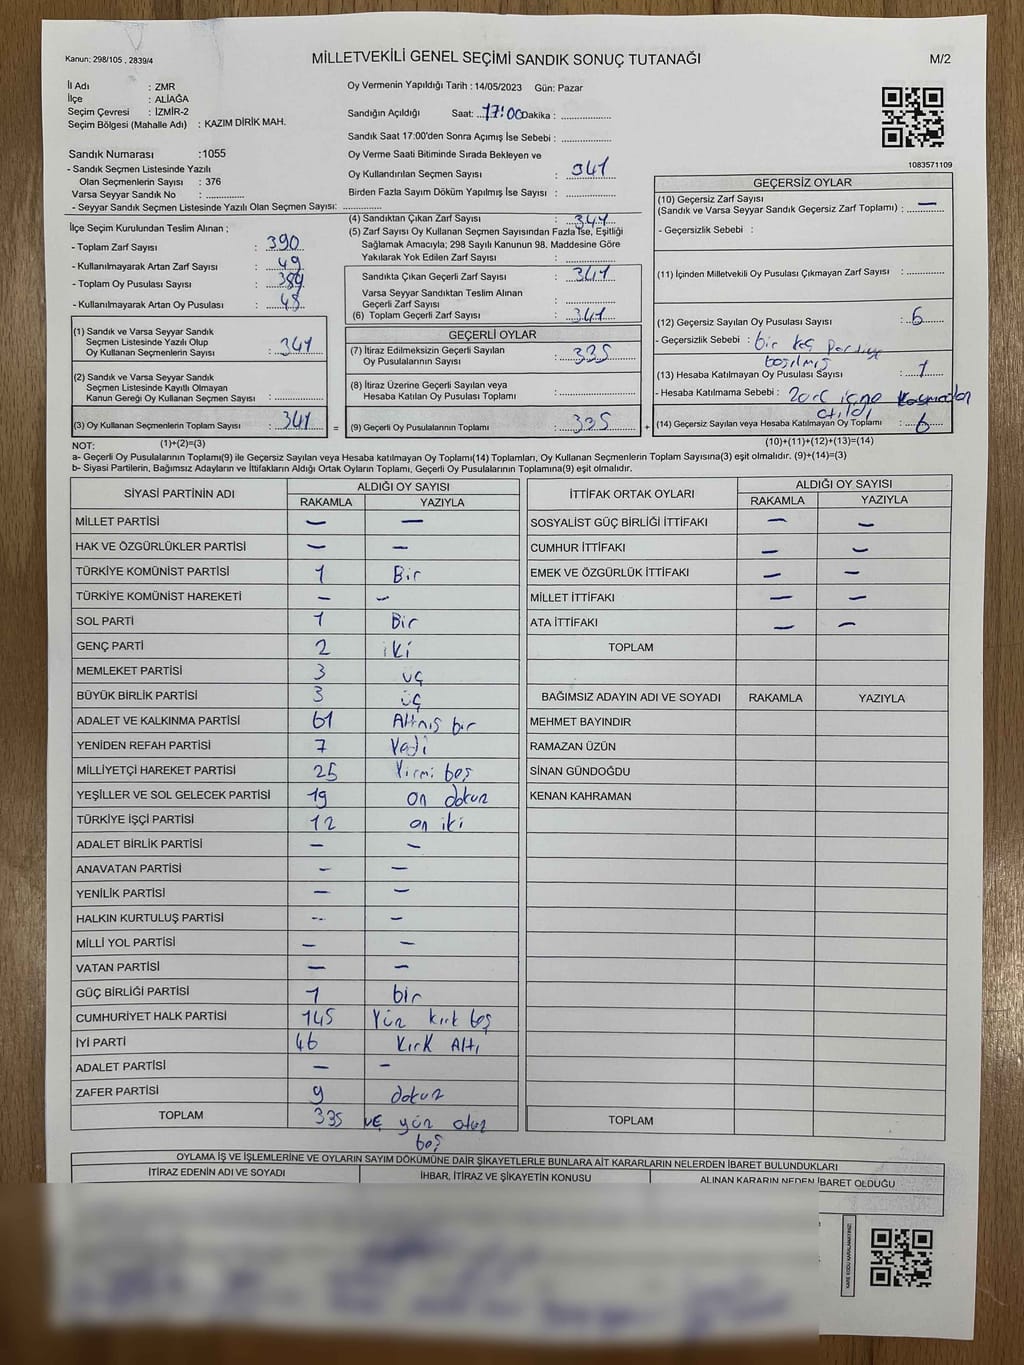 Kanun: 298/105 , 2839/4
MİLLETVEKİLİ GENEL SEÇİMİ SANDIK SONUÇ TUTANAĞI
M/2
İl Adı : ZMR
İlçe : ALİAĞA
Seçim Çevresi : İZMİR-2
Seçim Bölgesi (Mahalle Adı) : KAZIM DİRİK MAH.
Sandık Numarası :1055
- Sandık Seçmen Listesinde Yazılı
Olan Seçmenlerin Sayısı : 376
Varsa Seyyar Sandık No : ............
- Seyyar Sandık Seçmen Listesinde Yazılı Olan Seçmen Sayısı: ............
Oy Vermenin Yapıldığı Tarih : 14/05/2023 Gün: Pazar
Sandığın Açıldığı Saat: 17:00 Dakika : ............
Sandık Saat 17:00'den Sonra Açımış İse Sebebi : ............
Oy Verme Saati Bitiminde Sırada Bekleyen ve
Oy Kullandırılan Seçmen Sayısı : 341
Birden Fazla Sayım Döküm Yapılmış İse Sayısı : ............
1083571109
İlçe Seçim Kurulundan Teslim Alınan ;
- Toplam Zarf Sayısı : 390
- Kullanılmayarak Artan Zarf Sayısı : 49
- Toplam Oy Pusulası Sayısı : 389
- Kullanılmayarak Artan Oy Pusulası : 48
(1) Sandık ve Varsa Seyyar Sandık
Seçmen Listesinde Yazılı Olup
Oy Kullanan Seçmenlerin Sayısı : 341
(2) Sandık ve Varsa Seyyar Sandık
Seçmen Listesinde Kayıtlı Olmayan
Kanun Gereği Oy Kullanan Seçmen Sayısı : ............
(3) Oy Kullanan Seçmenlerin Toplam Sayısı : 341
(4) Sandıktan Çıkan Zarf Sayısı : 341
(5) Zarf Sayısı Oy Kullanan Seçmen Sayısından Fazla İse, Eşitliği
Sağlamak Amacıyla; 298 Sayılı Kanunun 98. Maddesine Göre
Yakılarak Yok Edilen Zarf Sayısı : ............
Sandıkta Çıkan Geçerli Zarf Sayısı : 341
Varsa Seyyar Sandıktan Teslim Alınan
Geçerli Zarf Sayısı : ............
(6) Toplam Geçerli Zarf Sayısı : 341
GEÇERLİ OYLAR
(7) İtiraz Edilmeksizin Geçerli Sayılan
Oy Pusulalarının Sayısı : 335
(8) İtiraz Üzerine Geçerli Sayılan veya
Hesaba Katılan Oy Pusulası Toplamı : ............
= (9) Geçerli Oy Pusulalarının Toplamı : 335 +
GEÇERSİZ OYLAR
(10) Geçersiz Zarf Sayısı
(Sandık ve Varsa Seyyar Sandık Geçersiz Zarf Toplamı) : —
- Geçersizlik Sebebi :
(11) İçinden Milletvekili Oy Pusulası Çıkmayan Zarf Sayısı : ............
(12) Geçersiz Sayılan Oy Pusulası Sayısı : 6
- Geçersizlik Sebebi : bir kaç Partiye
basılmış
(13) Hesaba Katılmayan Oy Pusulası Sayısı : 1
- Hesaba Katılmama Sebebi : Zarf içine koymadan
atıldı
(14) Geçersiz Sayılan veya Hesaba Katılmayan Oy Toplamı : 6
NOT: (1)+(2)=(3)
(10)+(11)+(12)+(13)=(14)
a- Geçerli Oy Pusulalarının Toplamı(9) ile Geçersiz Sayılan veya Hesaba katılmayan Oy Toplamı(14) Toplamları, Oy Kullanan Seçmenlerin Toplam Sayısına(3) eşit olmalıdır. (9)+(14)=(3)
b- Siyasi Partilerin, Bağımsız Adayların ve İttifakların Aldığı Ortak Oyların Toplamı, Geçerli Oy Pusulalarının Toplamına(9) eşit olmalıdır.
SİYASİ PARTİNİN ADI ALDIĞI OY SAYISI
RAKAMLA YAZIYLA
MİLLET PARTİSİ — —
HAK VE ÖZGÜRLÜKLER PARTİSİ — —
TÜRKİYE KOMÜNİST PARTİSİ 1 Bir
TÜRKİYE KOMÜNİST HAREKETİ — —
SOL PARTİ 1 Bir
GENÇ PARTİ 2 iki
MEMLEKET PARTİSİ 3 üç
BÜYÜK BİRLİK PARTİSİ 3 üç
ADALET VE KALKINMA PARTİSİ 61 Altmış bir
YENİDEN REFAH PARTİSİ 7 Yedi
MİLLİYETÇİ HAREKET PARTİSİ 25 Yirmi beş
YEŞİLLER VE SOL GELECEK PARTİSİ 19 on dokuz
TÜRKİYE İŞÇİ PARTİSİ 12 on iki
ADALET BİRLİK PARTİSİ — —
ANAVATAN PARTİSİ — —
YENİLİK PARTİSİ — —
HALKIN KURTULUŞ PARTİSİ — —
MİLLİ YOL PARTİSİ — —
VATAN PARTİSİ — —
GÜÇ BİRLİĞİ PARTİSİ 1 bir
CUMHURİYET HALK PARTİSİ 145 Yüz kırk beş
İYİ PARTİ 46 Kırk Altı
ADALET PARTİSİ — —
ZAFER PARTİSİ 9 dokuz
TOPLAM 335 üç yüz otuz
beş
İTTİFAK ORTAK OYLARI ALDIĞI OY SAYISI
RAKAMLA YAZIYLA
SOSYALİST GÜÇ BİRLİĞİ İTTİFAKI — —
CUMHUR İTTİFAKI — —
EMEK VE ÖZGÜRLÜK İTTİFAKI — —
MİLLET İTTİFAKI — —
ATA İTTİFAKI — —
TOPLAM
BAĞIMSIZ ADAYIN ADI VE SOYADI RAKAMLA YAZIYLA
MEHMET BAYINDIR
RAMAZAN ÜZÜN
SİNAN GÜNDOĞDU
KENAN KAHRAMAN
TOPLAM
OYLAMA İŞ VE İŞLEMLERİNE VE OYLARIN SAYIM DÖKÜMÜNE DAİR ŞİKAYETLERLE BUNLARA AİT KARARLARIN NELERDEN İBARET BULUNDUKLARI
İTİRAZ EDENİN ADI VE SOYADI İHBAR, İTİRAZ VE ŞİKAYETİN KONUSU ALINAN KARARIN NEDEN İBARET OLDUĞU
KARE KODU KARALAMAYINIZ!